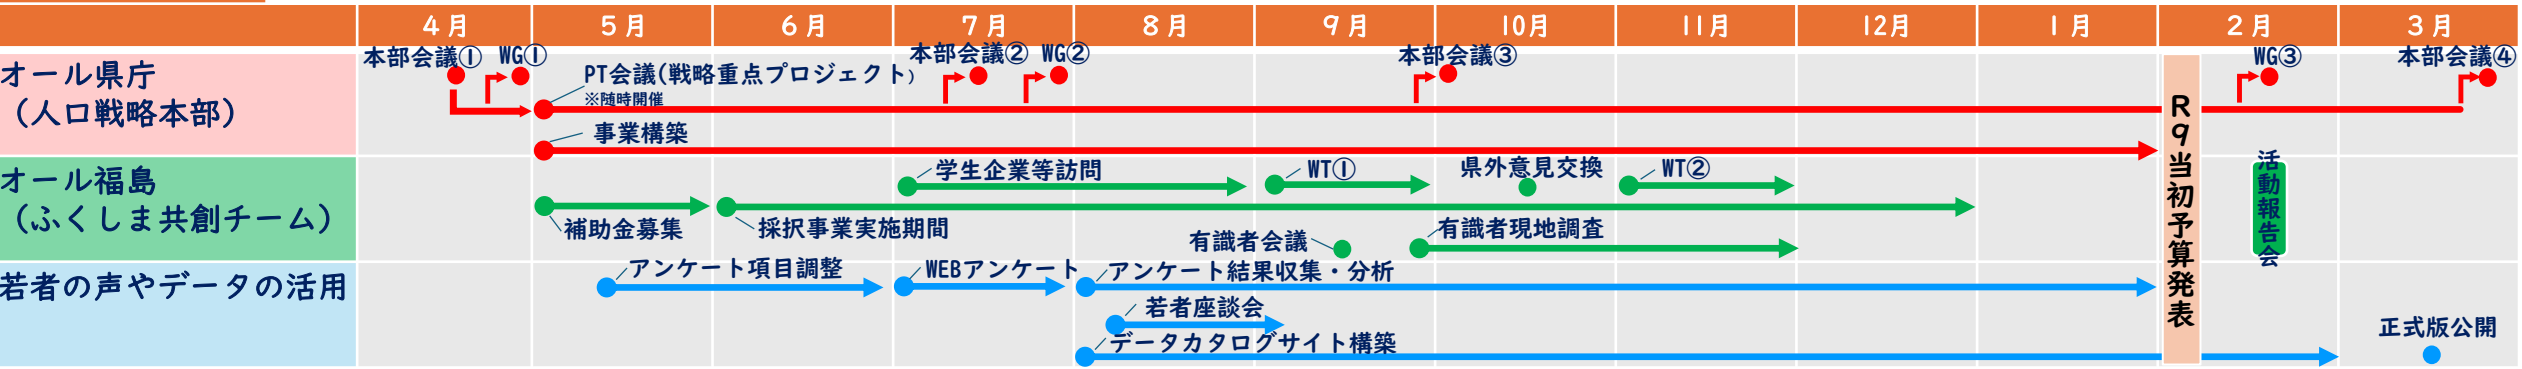 4月 5月 6月 7月 8月 9月 10月 11月 12月 1月 2月 3月
オール県庁
（人口戦略本部）
本部会議①
WG①
PT会議(戦略重点プロジェクト)
※随時開催
本部会議②
WG②
本部会議③
WG③
本部会議④
事業構築
オール福島
（ふくしま共創チーム）
学生企業等訪問
WT①
県外意見交換
WT②
補助金募集
採択事業実施期間
有識者会議
有識者現地調査
若者の声やデータの活用
アンケート項目調整
WEBアンケート
アンケート結果収集・分析
若者座談会
データカタログサイト構築
R9当初予算発表
活動報告会
正式版公開